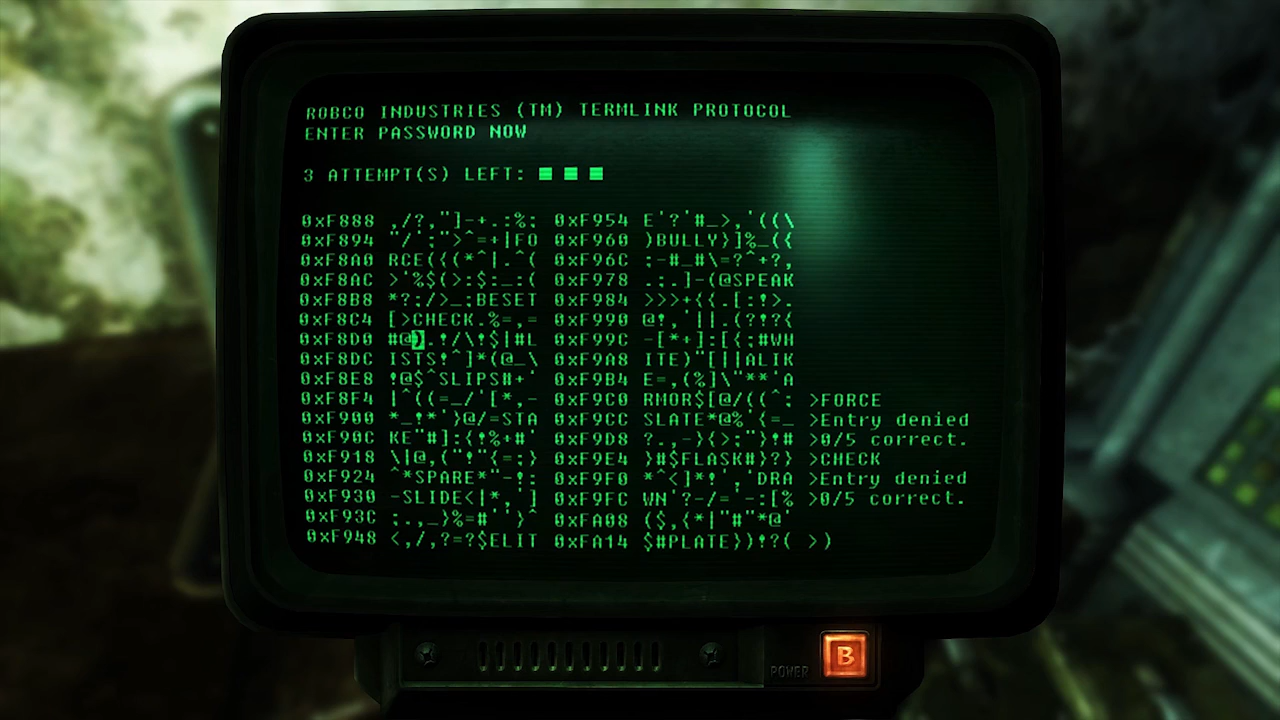 ROBCO INDUSTRIES (TM) TERMLINK PROTOCOL
ENTER PASSWORD NOW
3 ATTEMPT(S) LEFT: ■ ■ ■
0xF888 ,/?,"]-+.:%: 0xF954 E'?'#_>,'((\
0xF894 "/':">^=+|FO 0xF960 )BULLY}]%_({
0xF8A0 RCE({(*^|.^( 0xF96C :-#_#\=?^+?,
0xF8AC >'%$(>:$:_:( 0xF978 .:.]-(@SPEAK
0xF8B8 *?;/>_;BESET 0xF984 >>>+{{.[:!>.
0xF8C4 [>CHECK.%=,= 0xF990 @!,'||.(?!?{
0xF8D0 #@).!/\!$|#L 0xF99C -[*+]:[{;#WH
0xF8DC ISTS!^]*(@_\ 0xF9A8 ITE)"[||ALIK
0xF8E8 !@$^SLIPS#+' 0xF9B4 E=,(%]\"**'A
0xF8F4 |^((=_/'[*,- 0xF9C0 RMOR$[@/((^: >FORCE
0xF900 *_!*'}@/=STA 0xF9CC SLATE*@%'{=_ >Entry denied
0xF90C KE"#]:{!%+#' 0xF9D8 ?.,-}{>;"}!# >0/5 correct.
0xF918 \|@,("!"{=;} 0xF9E4 }#$FLASK#}?} >CHECK
0xF924 ^*SPARE*"-!: 0xF9F0 *^<]*!','DRA >Entry denied
0xF930 -SLIDE<|*,'] 0xF9FC WN'?-/='-:[% >0/5 correct.
0xF93C ;.,_}%=#''}^ 0xFA08 ($,{*|"#"*@'
0xF948 <,/,?=?$ELIT 0xFA14 $#PLATE})!?( >)
POWER
B